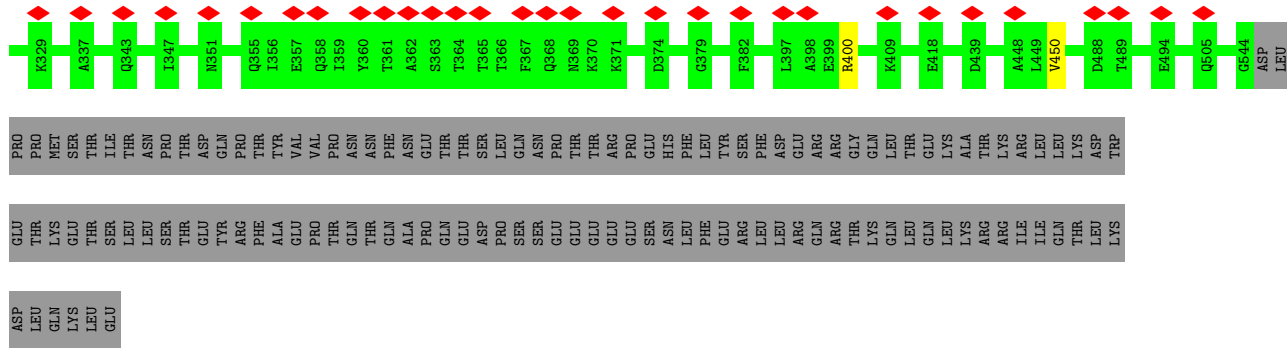 K329 A337 Q343 I347 N351 Q355 I356 E357 Q358 I359 Y360 T361 A362 S363 T364 T365 T366 F367 Q368 N369 K370 K371 D374 G379 F382 L397 A398 E399 R400 K409 E418 D439 A448 L449 V450 D488 T489 E494 Q505 G544 ASP LEU
PRO PRO MET SER THR ILE THR ASN PRO THR ASP GLN PRO THR TYR VAL VAL PRO ASN ASN PHE ASN GLU THR THR SER LEU GLN ASN PRO THR THR ARG PRO GLU HIS PHE LEU TYR SER PHE ASP GLU ARG ARG GLY GLN LEU THR GLU LYS ALA THR LYS ARG LEU LEU LYS ASP TRP
GLU THR LYS GLU THR SER LEU LEU SER THR GLU TYR ARG PHE ALA GLU PRO THR GLN THR GLN ALA PRO GLN GLU ASP PRO SER SER GLU GLU GLU GLU GLU SER ASN LEU PHE GLU ARG LEU LEU ARG GLN ARG THR LYS GLN LEU GLN LEU LYS ARG ARG ILE ILE GLN THR LEU LYS
ASP LEU GLN LYS LEU GLU